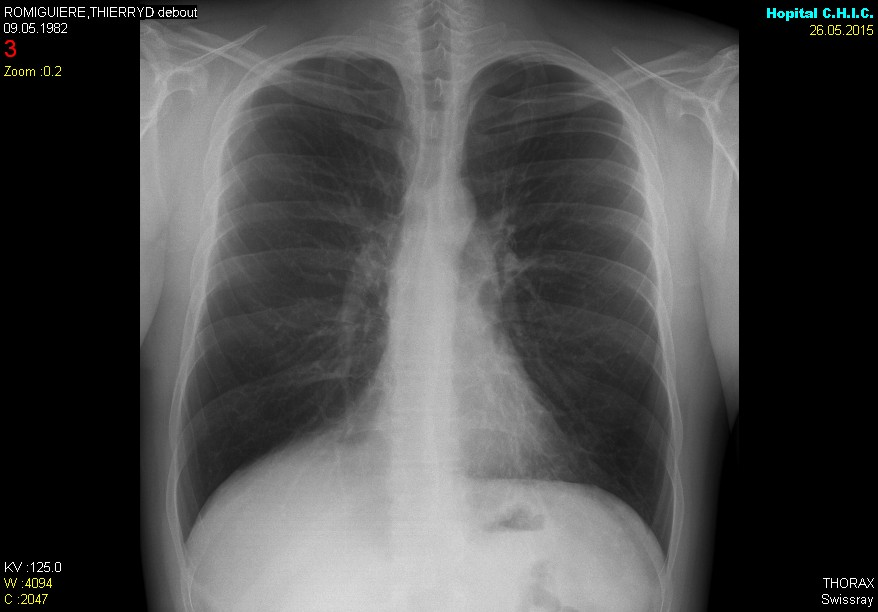 ROMIGUIERE,THIERRYD debout
09.05.1982
3
Zoom :0.2
Hopital C.H.I.C.
26.05.2015
KV :125.0
W :4094
C :2047
THORAX
Swissray